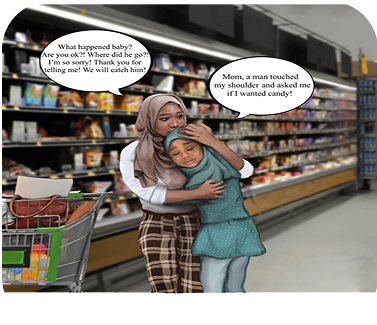 What happened baby?
Are you ok?! Where did he go?!
I'm so sorry! Thank you for
telling me! We will catch him!
Mom, a man touched
my shoulder and asked me
if I wanted candy!